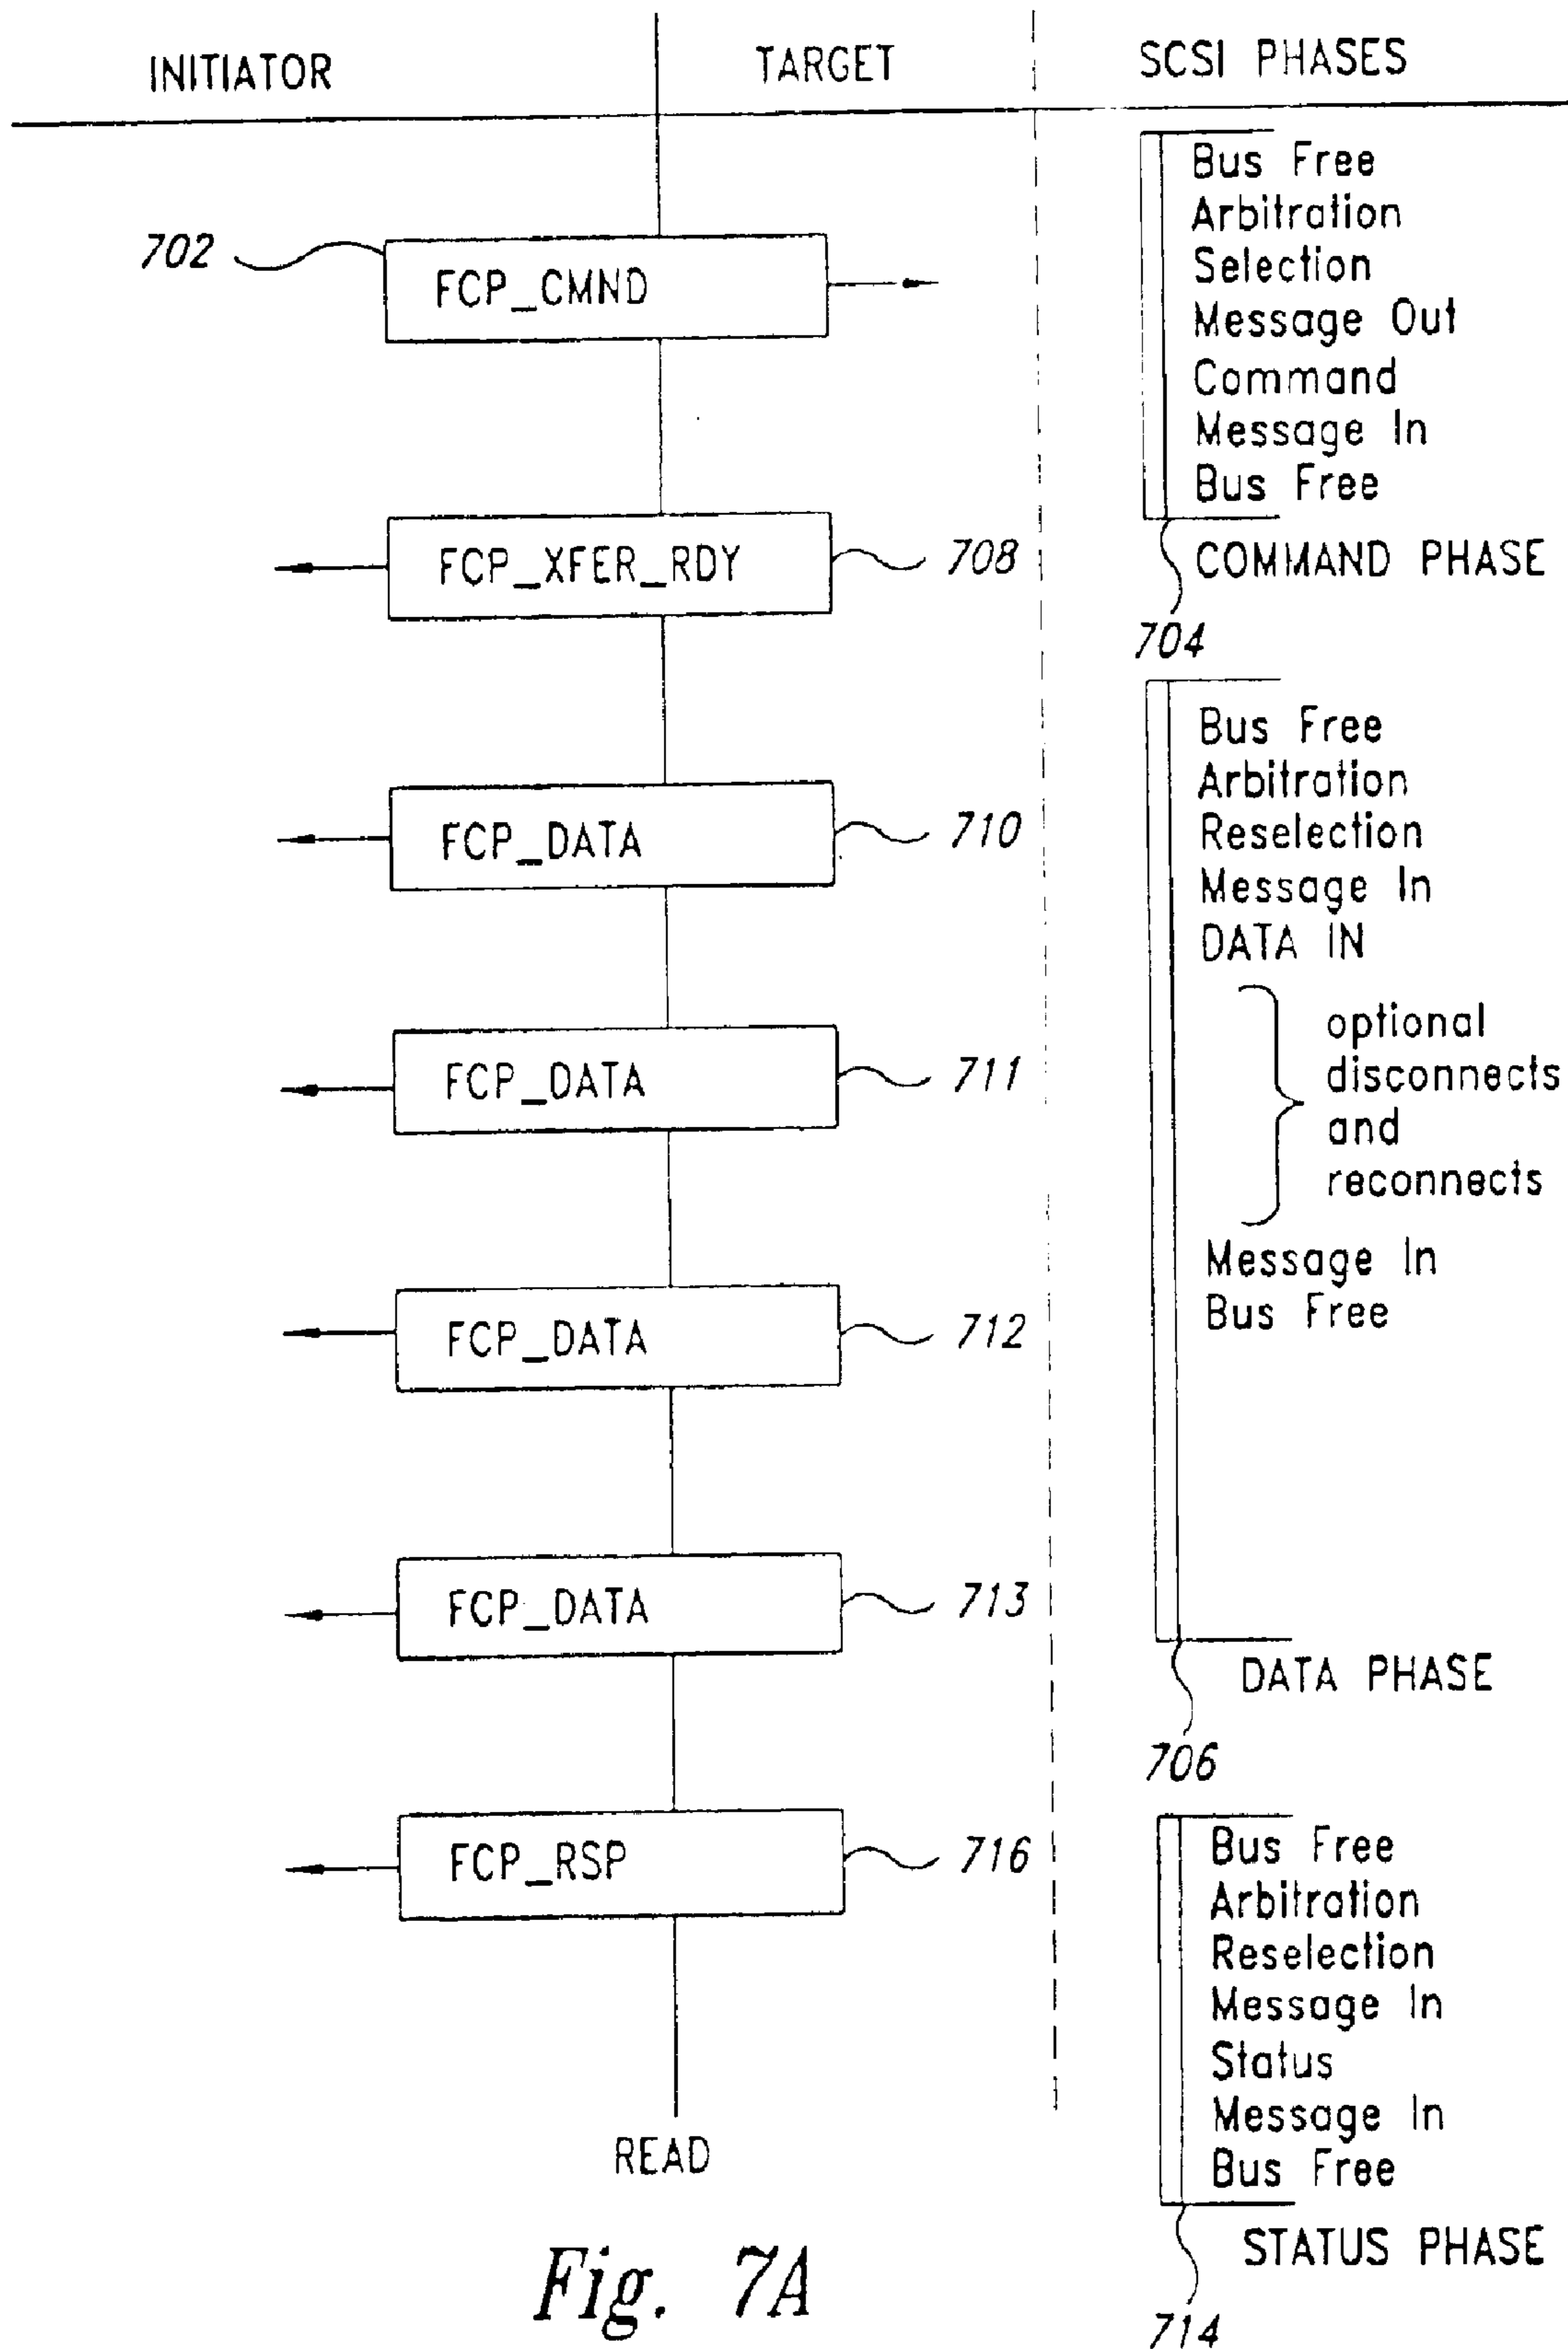 INITIATOR
TARGET
SCSI PHASES
702
FCP_CMND
Bus Free
Arbitration
Selection
Message Out
Command
Message In
Bus Free
COMMAND PHASE
704
FCP_XFER_RDY
708
FCP_DATA
710
FCP_DATA
711
FCP_DATA
712
FCP_DATA
713
Bus Free
Arbitration
Reselection
Message In
DATA IN
optional
disconnects
and
reconnects
Message In
Bus Free
DATA PHASE
706
FCP_RSP
716
Bus Free
Arbitration
Reselection
Message In
Status
Message In
Bus Free
STATUS PHASE
714
READ
Fig. 7A